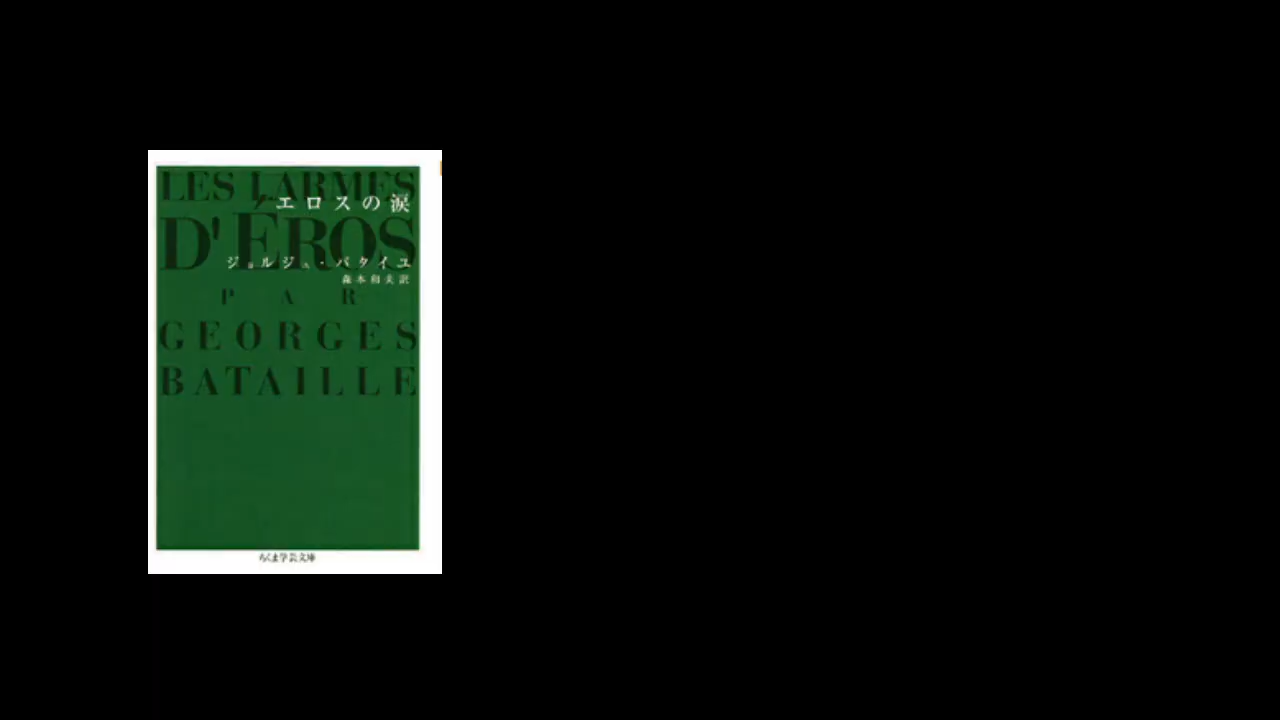 LES LARMES
エロスの涙
D'ÉROS
ジョルジュ・バタイユ
森本和夫訳
PAR
GEORGES
BATAILLE
ちくま学芸文庫